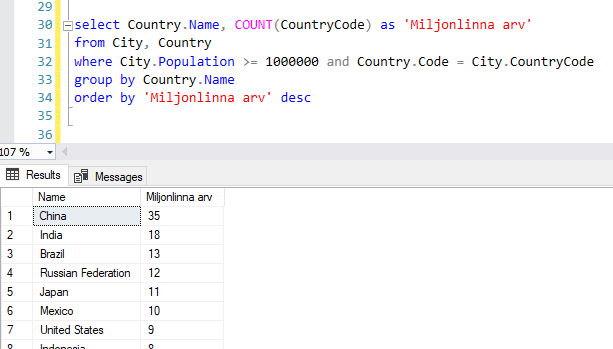 29
30 select Country.Name, COUNT(CountryCode) as 'Miljonlinna arv'
31 from City, Country
32 where City.Population >= 1000000 and Country.Code = City.CountryCode
33 group by Country.Name
34 order by 'Miljonlinna arv' desc
35
36
107 %
Results Messages
Name Miljonlinna arv
1 China 35
2 India 18
3 Brazil 13
4 Russian Federation 12
5 Japan 11
6 Mexico 10
7 United States 9
8 Indonesia 8